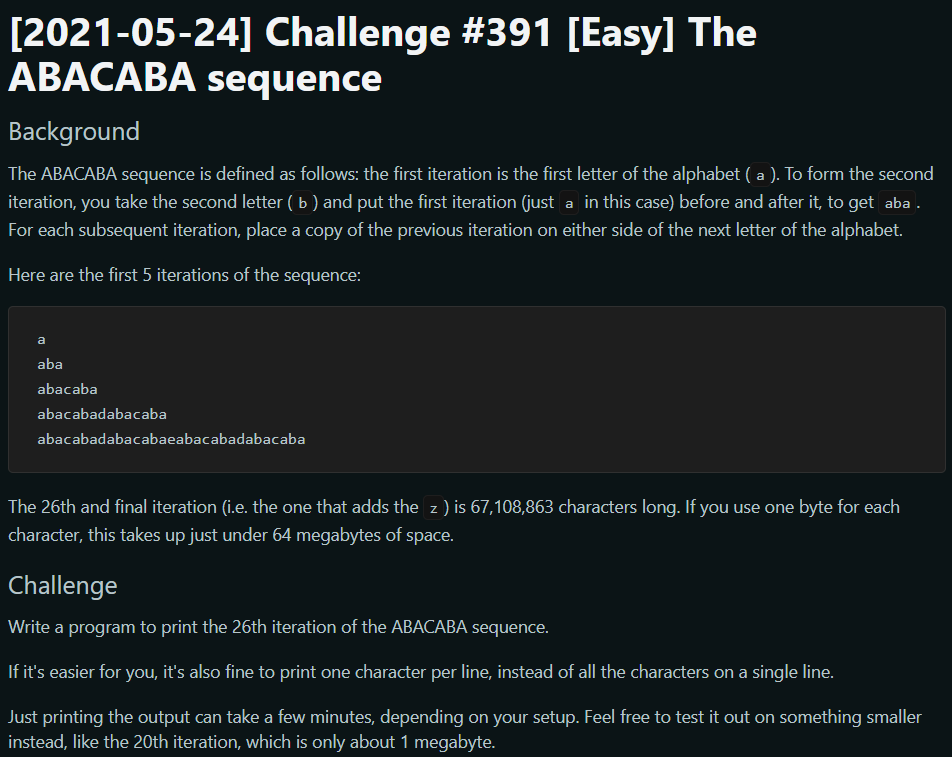 [2021-05-24] Challenge #391 [Easy] The
ABACABA sequence
Background
The ABACABA sequence is defined as follows: the first iteration is the first letter of the alphabet ( a ). To form the second
iteration, you take the second letter ( b ) and put the first iteration (just a in this case) before and after it, to get aba .
For each subsequent iteration, place a copy of the previous iteration on either side of the next letter of the alphabet.
Here are the first 5 iterations of the sequence:
a
aba
abacaba
abacabadabacaba
abacabadabacabaeabacabadabacaba
The 26th and final iteration (i.e. the one that adds the z ) is 67,108,863 characters long. If you use one byte for each
character, this takes up just under 64 megabytes of space.
Challenge
Write a program to print the 26th iteration of the ABACABA sequence.
If it's easier for you, it's also fine to print one character per line, instead of all the characters on a single line.
Just printing the output can take a few minutes, depending on your setup. Feel free to test it out on something smaller
instead, like the 20th iteration, which is only about 1 megabyte.